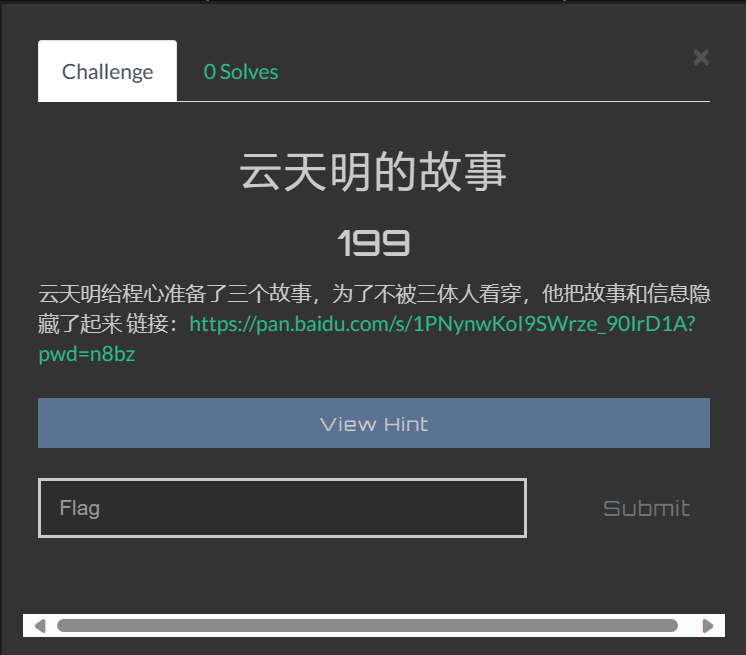 Challenge
0 Solves
×
云天明的故事
199
云天明给程心准备了三个故事，为了不被三体人看穿，他把故事和信息隐
藏了起来 链接：https://pan.baidu.com/s/1PNynwKoI9SWrze_90IrD1A?
pwd=n8bz
View Hint
Flag
Submit